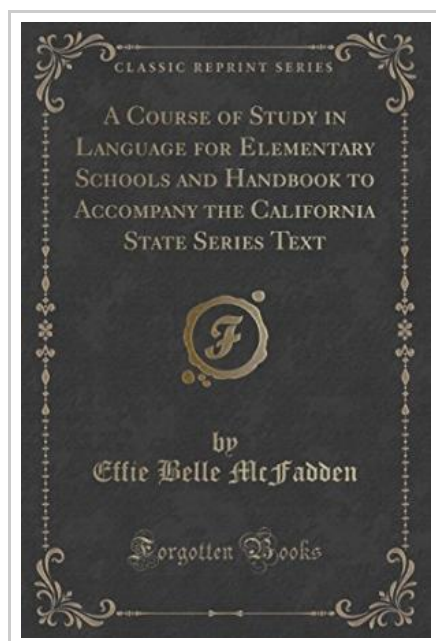 CLASSIC REPRINT SERIES
A COURSE OF STUDY IN
LANGUAGE FOR ELEMENTARY
SCHOOLS AND HANDBOOK TO
ACCOMPANY THE CALIFORNIA
STATE SERIES TEXT
F
by
Effie Belle McFadden
Forgotten Books